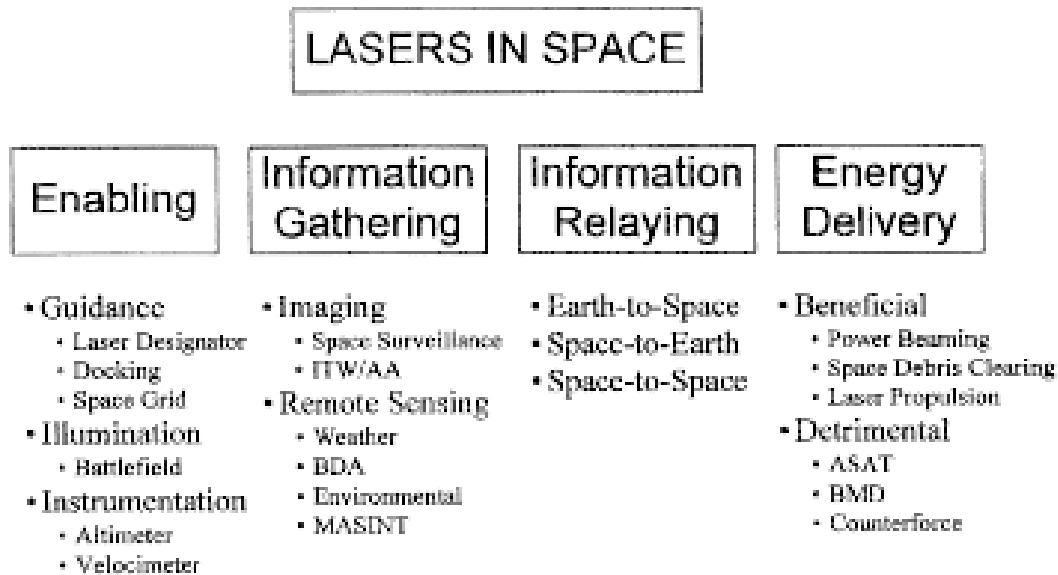 LASERS IN SPACE
Enabling
• Guidance
• Laser Designator
• Docking
• Space Grid
• Illumination
• Battlefield
• Instrumentation
• Altimeter
• Velocimeter
Information
Gathering
• Imaging
• Space Surveillance
• ITW/AA
• Remote Sensing
• Weather
• BDA
• Environmental
• MASINT
Information
Relaying
• Earth-to-Space
• Space-to-Earth
• Space-to-Space
Energy
Delivery
• Beneficial
• Power Beaming
• Space Debris Clearing
• Laser Propulsion
• Detrimental
• ASAT
• BMD
• Counterforce